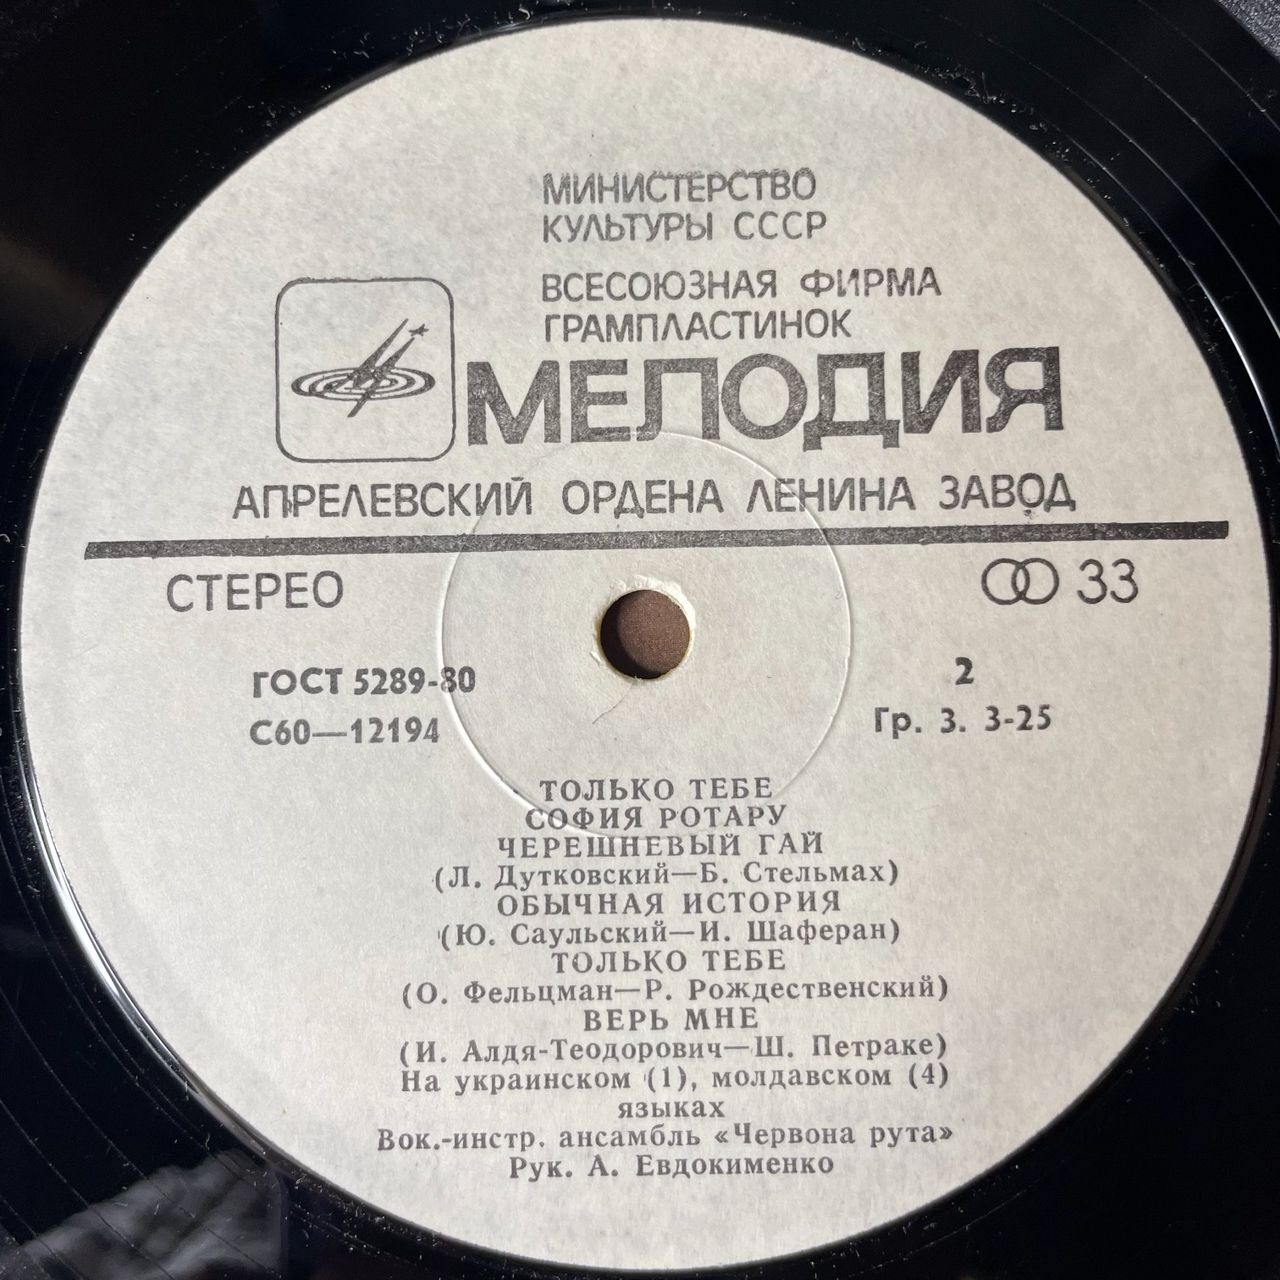 МИНИСТЕРСТВО
КУЛЬТУРЫ СССР
ВСЕСОЮЗНАЯ ФИРМА
ГРАМПЛАСТИНОК
МЕЛОДИЯ
АПРЕЛЕВСКИЙ ОРДЕНА ЛЕНИНА ЗАВОД
СТЕРЕО 33
ГОСТ 5289-80 2
С60—12194 Гр. 3. 3-25
ТОЛЬКО ТЕБЕ
СОФИЯ РОТАРУ
ЧЕРЕШНЕВЫЙ ГАЙ
(Л. Дутковский—Б. Стельмах)
ОБЫЧНАЯ ИСТОРИЯ
(Ю. Саульский—И. Шаферан)
ТОЛЬКО ТЕБЕ
(О. Фельцман—Р. Рождественский)
ВЕРЬ МНЕ
(И. Алдя-Теодорович—Ш. Петраке)
На украинском (1), молдавском (4)
языках
Вок.-инстр. ансамбль «Червона рута»
Рук. А. Евдокименко